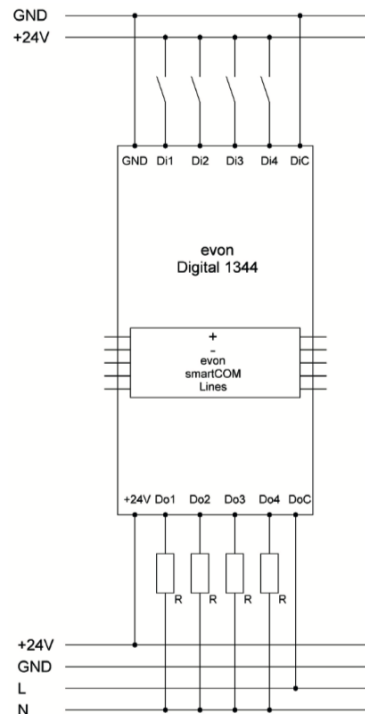 GND
+24V
GND Di1 Di2 Di3 Di4 DiC
evon
Digital 1344
+
-
evon
smartCOM
Lines
+24V Do1 Do2 Do3 Do4 DoC
R R R R
+24V
GND
L
N